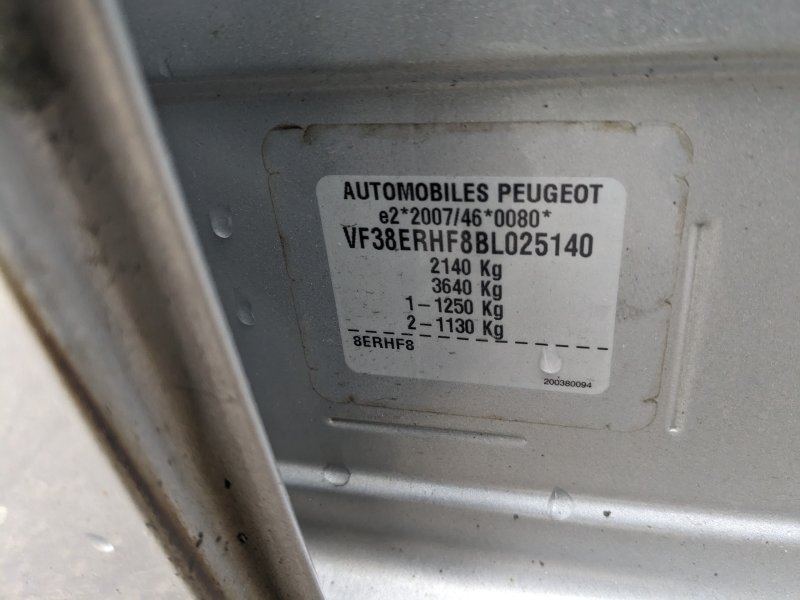 AUTOMOBILES PEUGEOT
e2*2007/46*0080*
VF38ERHF8BL025140
2140 Kg
3640 Kg
1-1250 Kg
2-1130 Kg
8ERHF8
200380094